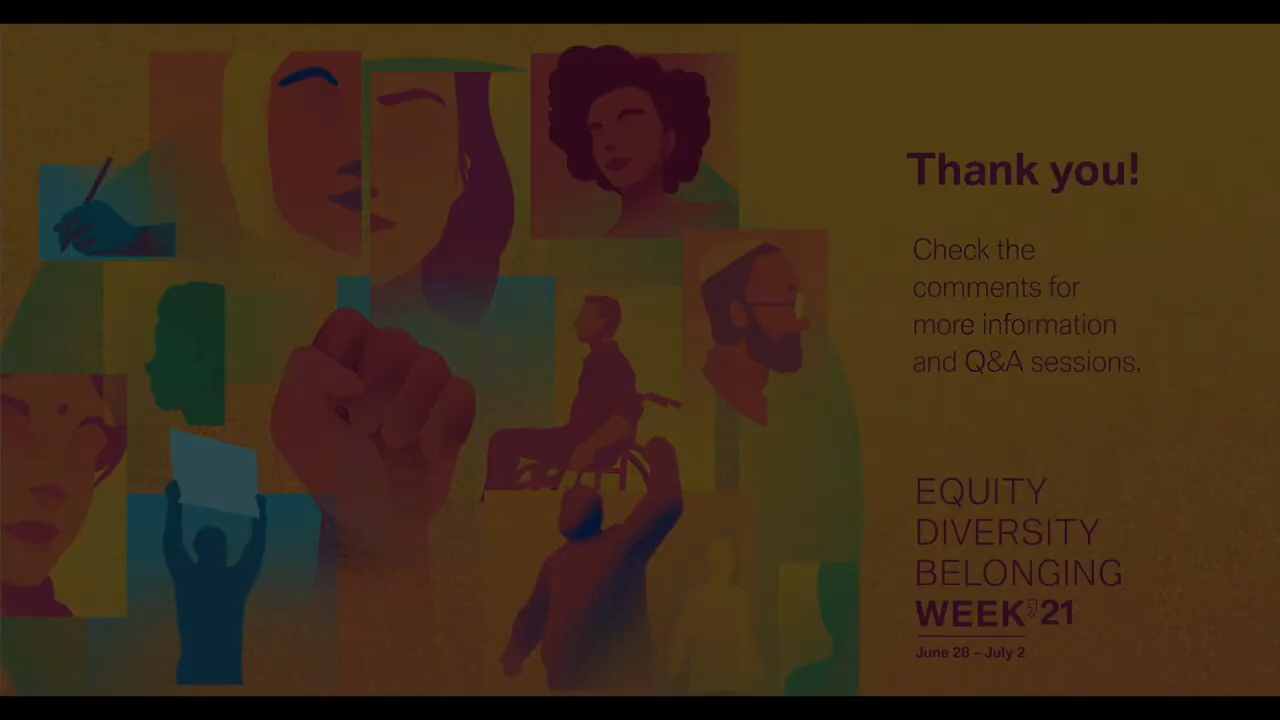 Thank you!
Check the
comments for
more information
and Q&A sessions.
EQUITY
DIVERSITY
BELONGING
WEEK'21
June 28 – July 2